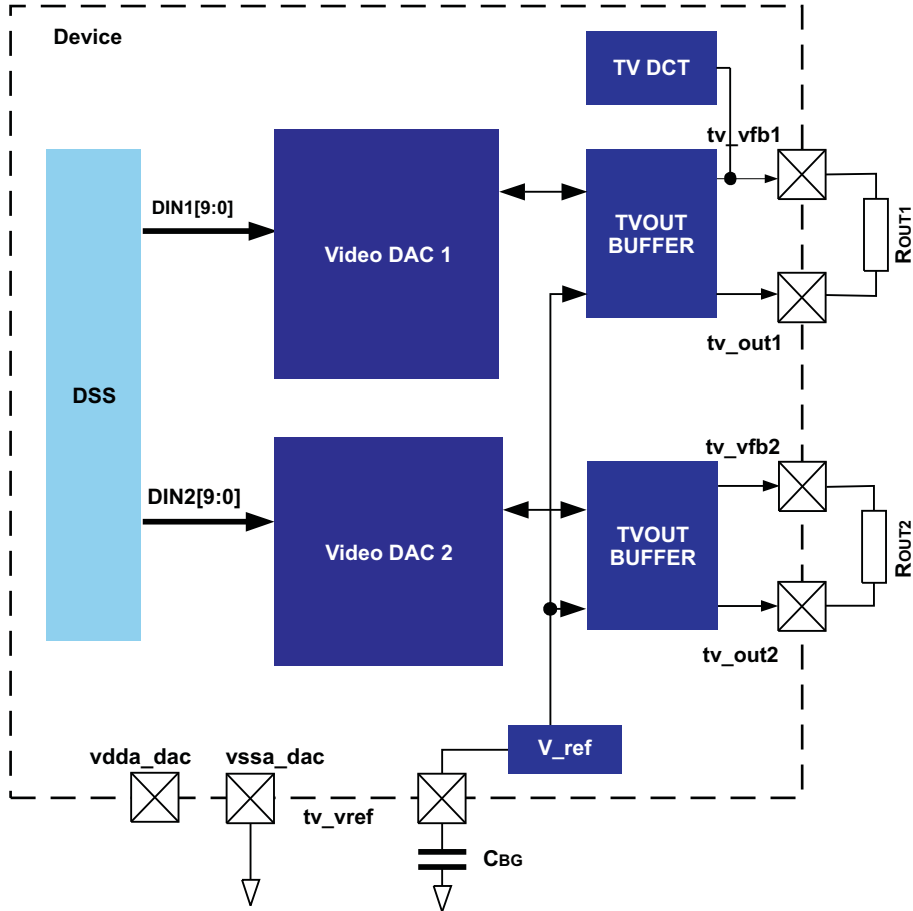 Device
TV DCT
tv_vfb1
DIN1[9:0]
Video DAC 1
TVOUT
BUFFER
ROUT1
tv_out1
DSS
tv_vfb2
DIN2[9:0]
Video DAC 2
TVOUT
BUFFER
ROUT2
tv_out2
V_ref
vdda_dac
vssa_dac
tv_vref
CBG